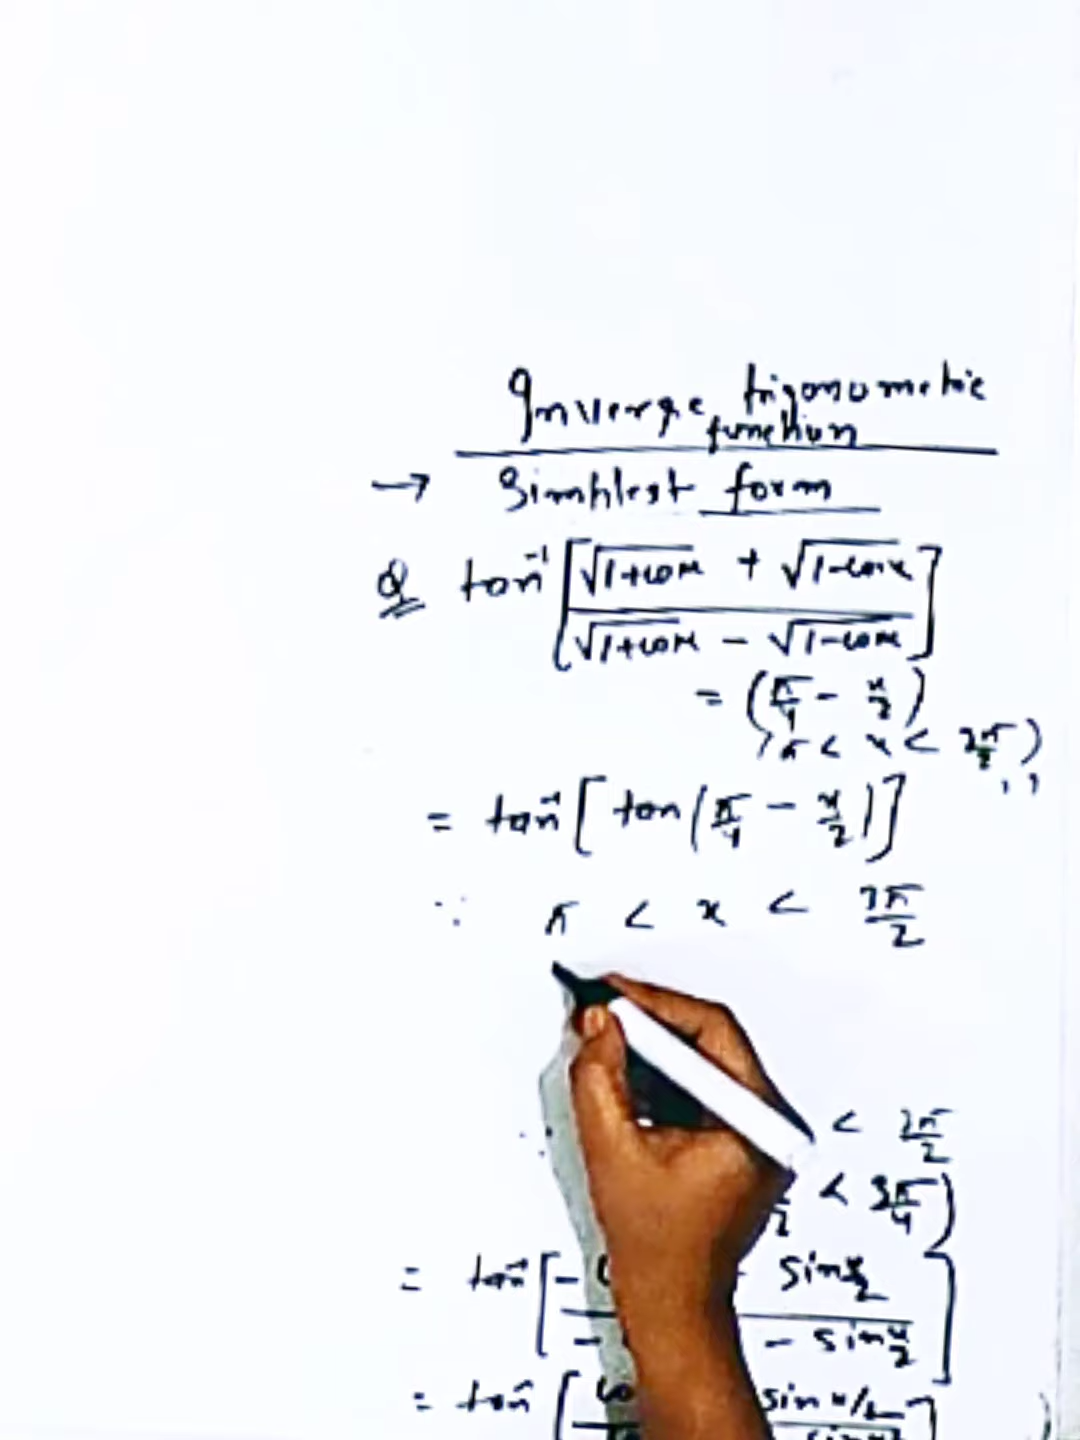 Inverse trigonometric
function
→ Simplest form
Q tan⁻¹ [ (√1+cosx + √1-cosx) / (√1+cosx - √1-cosx) ]
= (π/4 - x/2)
, π < x < 3π/2 )
= tan⁻¹ [ tan (π/4 - x/2) ]
∵ π < x < 3π/2
< 3π/2
< 3π/4 )
= tan⁻¹ [ - sin x/2 / - - sin x/2 ]
= tan⁻¹ [ sin x/2 ]